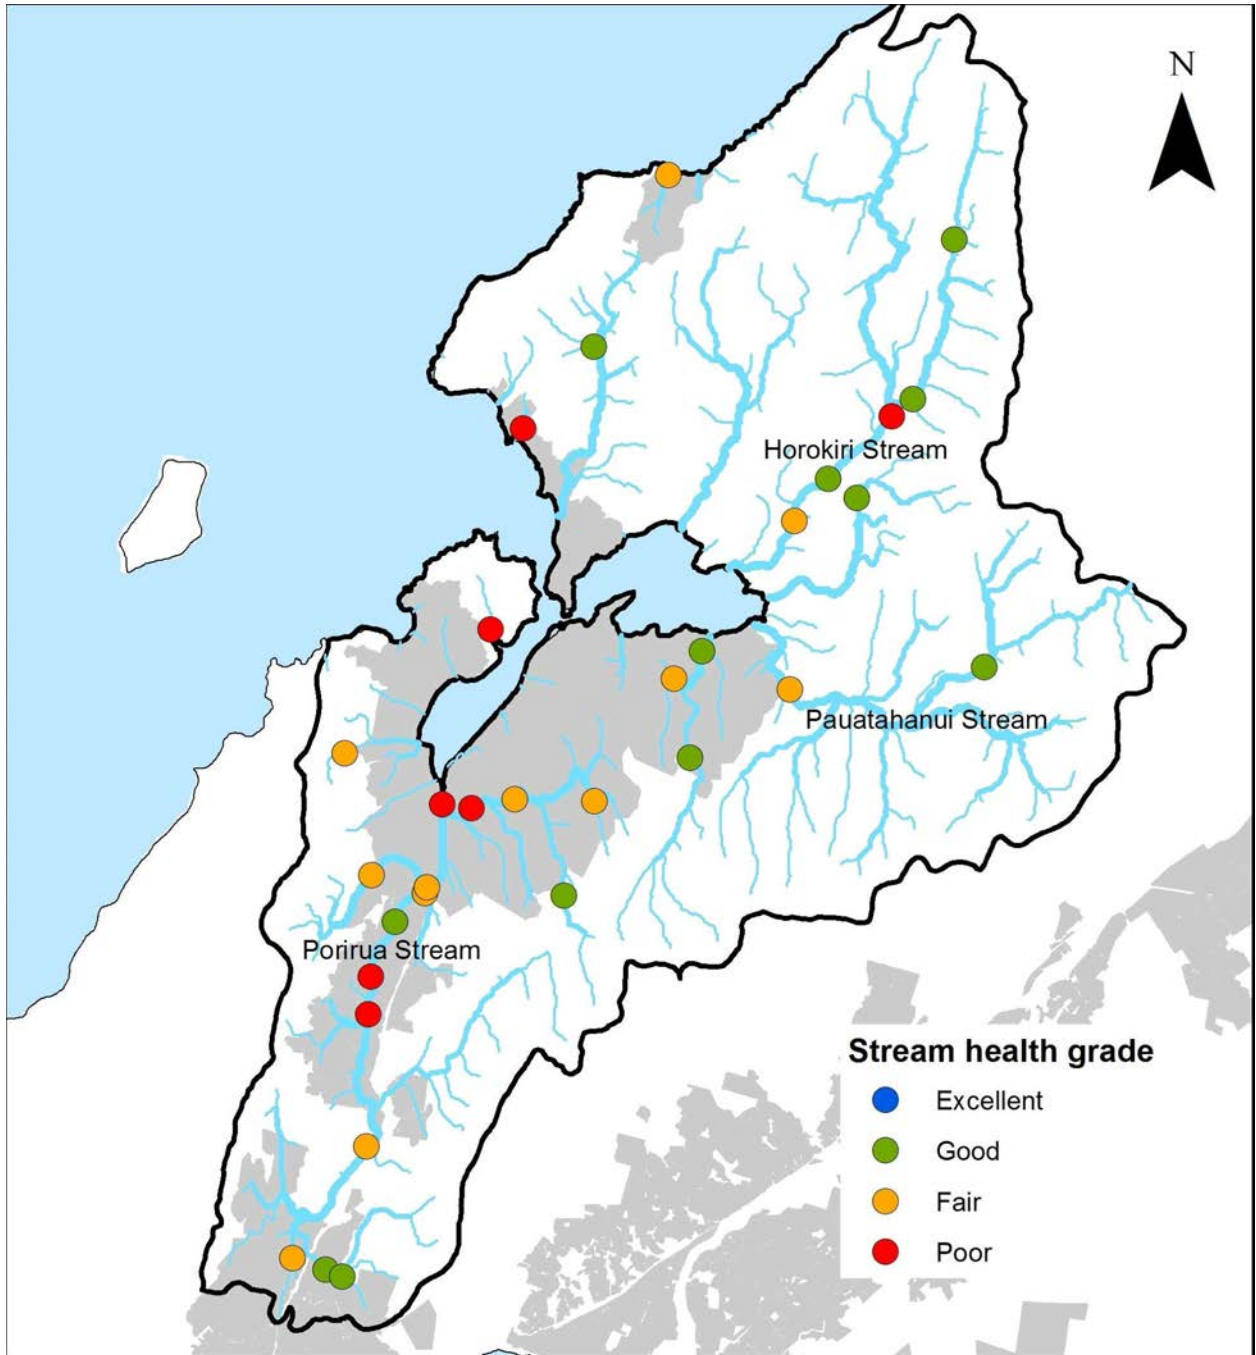 N
Horokiri Stream
Pauatahanui Stream
Porirua Stream
Stream health grade
Excellent
Good
Fair
Poor